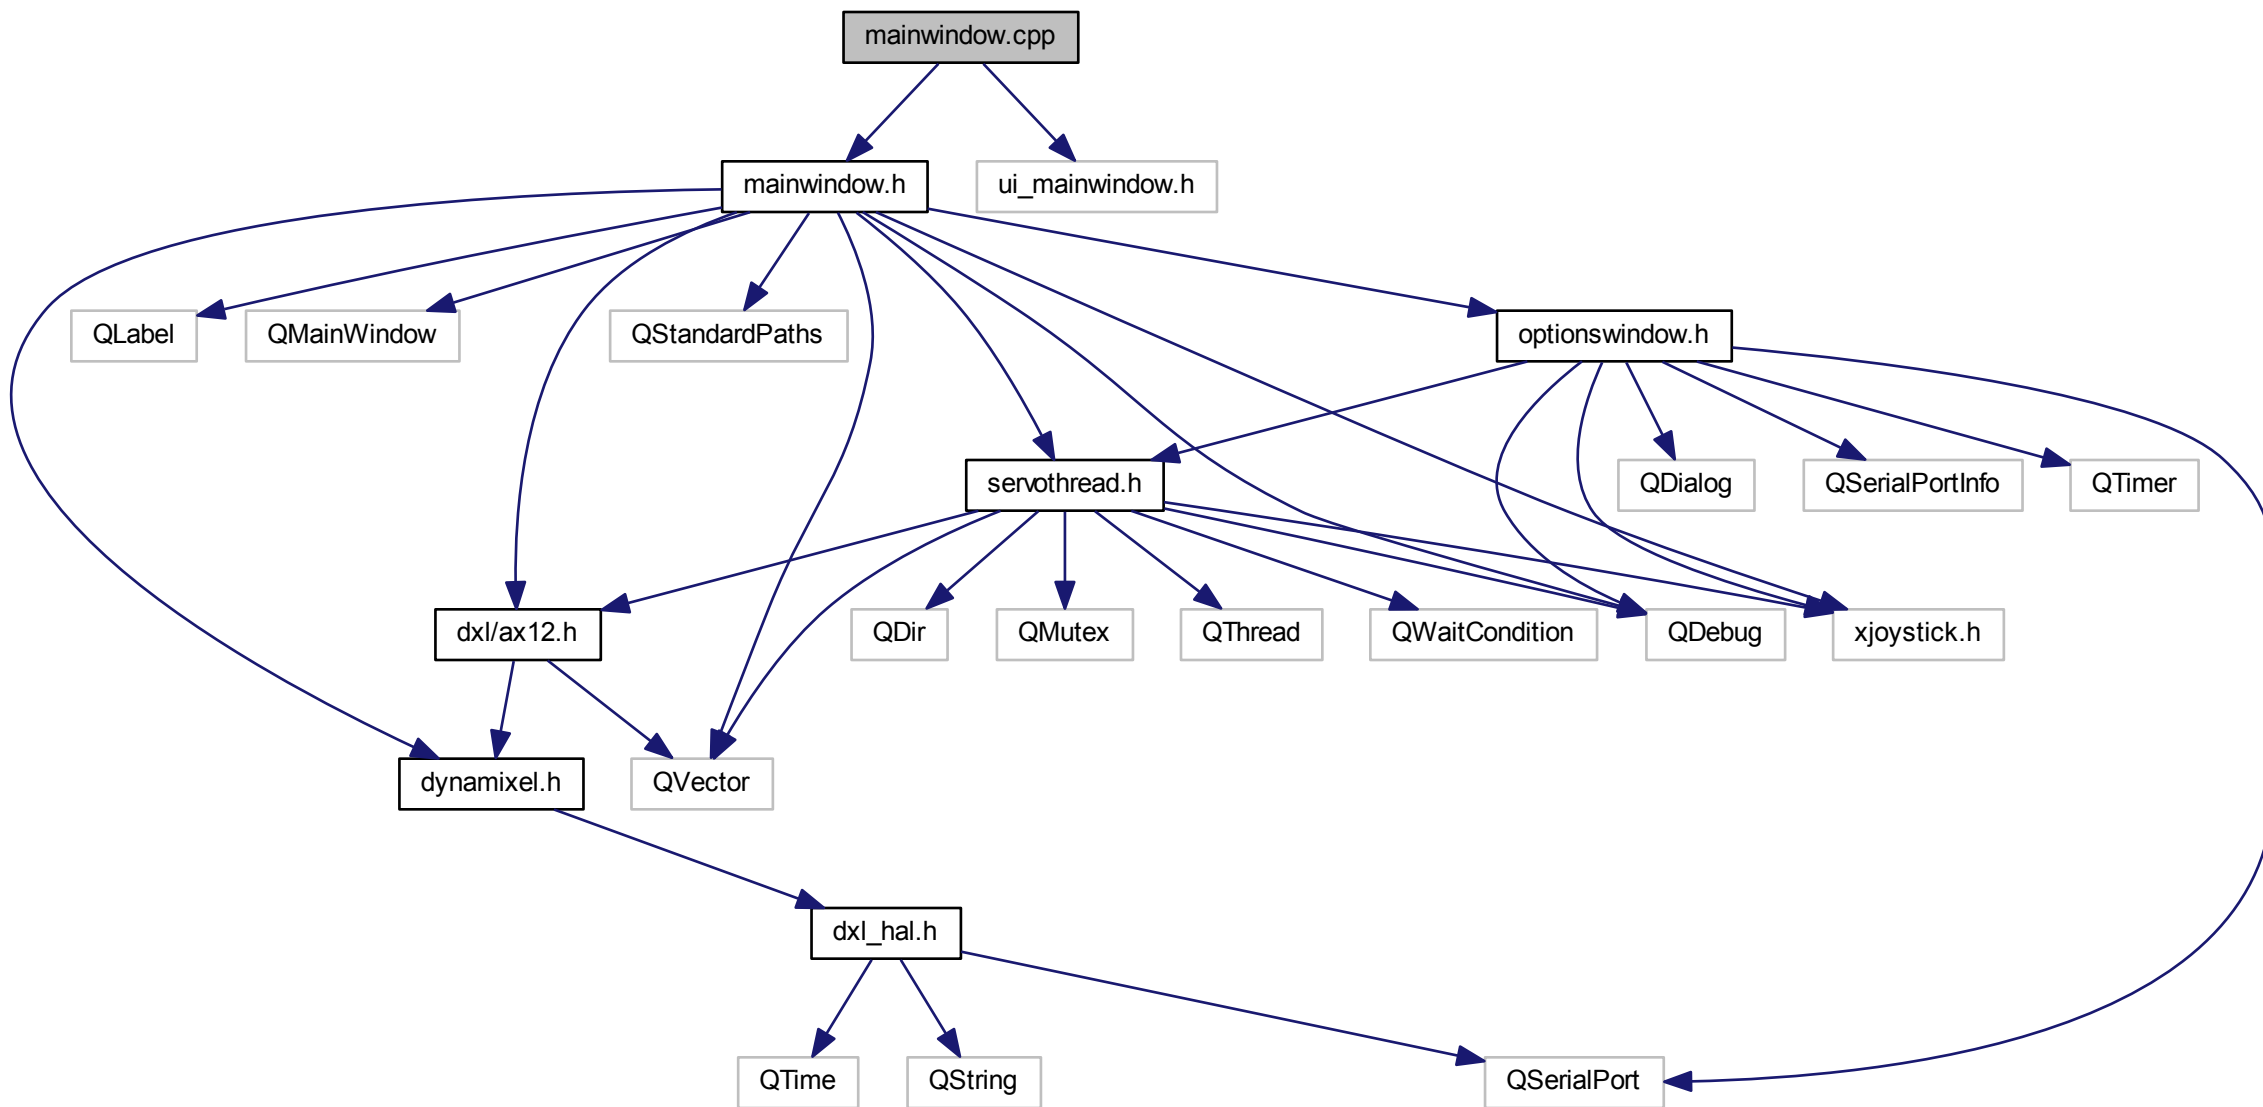 mainwindow.cpp
mainwindow.h
ui_mainwindow.h
QLabel
QMainWindow
QStandardPaths
optionswindow.h
servothread.h
QDialog
QSerialPortInfo
QTimer
dxl/ax12.h
QDir
QMutex
QThread
QWaitCondition
QDebug
xjoystick.h
dynamixel.h
QVector
dxl_hal.h
QTime
QString
QSerialPort